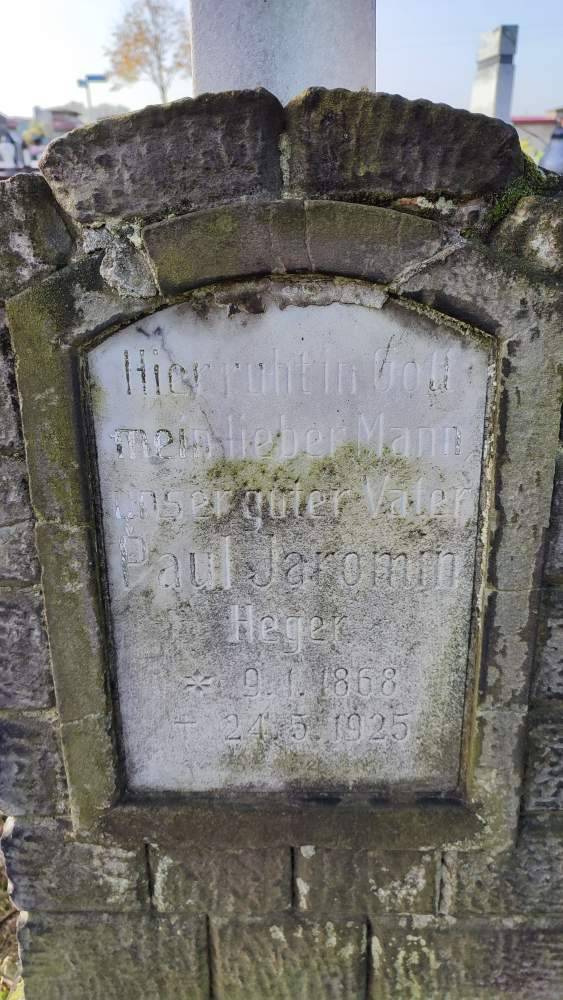 Hier ruht in Gott
mein lieber Mann
unser guter Vater
Paul Jaromin
Heger
* 9. 1. 1868
† 24. 5. 1925